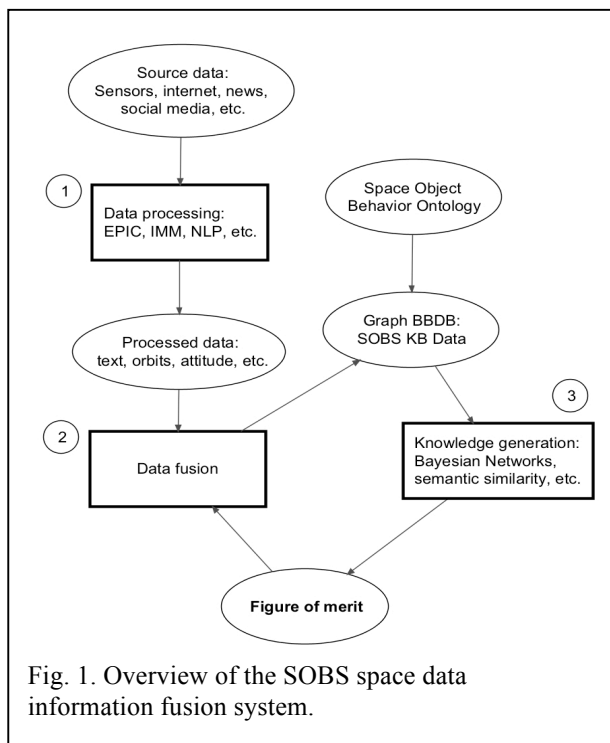 Source data:
Sensors, internet, news,
social media, etc.
1
Data processing:
EPIC, IMM, NLP, etc.
Space Object
Behavior Ontology
Processed data:
text, orbits, attitude, etc.
Graph BBDB:
SOBS KB Data
2
Data fusion
3
Knowledge generation:
Bayesian Networks,
semantic similarity, etc.
Figure of merit
Fig. 1. Overview of the SOBS space data
information fusion system.